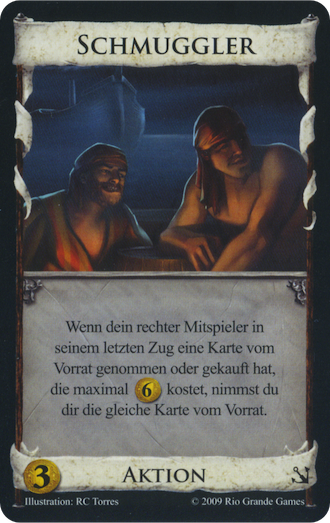 SCHMUGGLER
Wenn dein rechter Mitspieler in
seinem letzten Zug eine Karte vom
Vorrat genommen oder gekauft hat,
die maximal 6 kostet, nimmst du
dir die gleiche Karte vom Vorrat.
3 AKTION
Illustration: RC Torres © 2009 Rio Grande Games